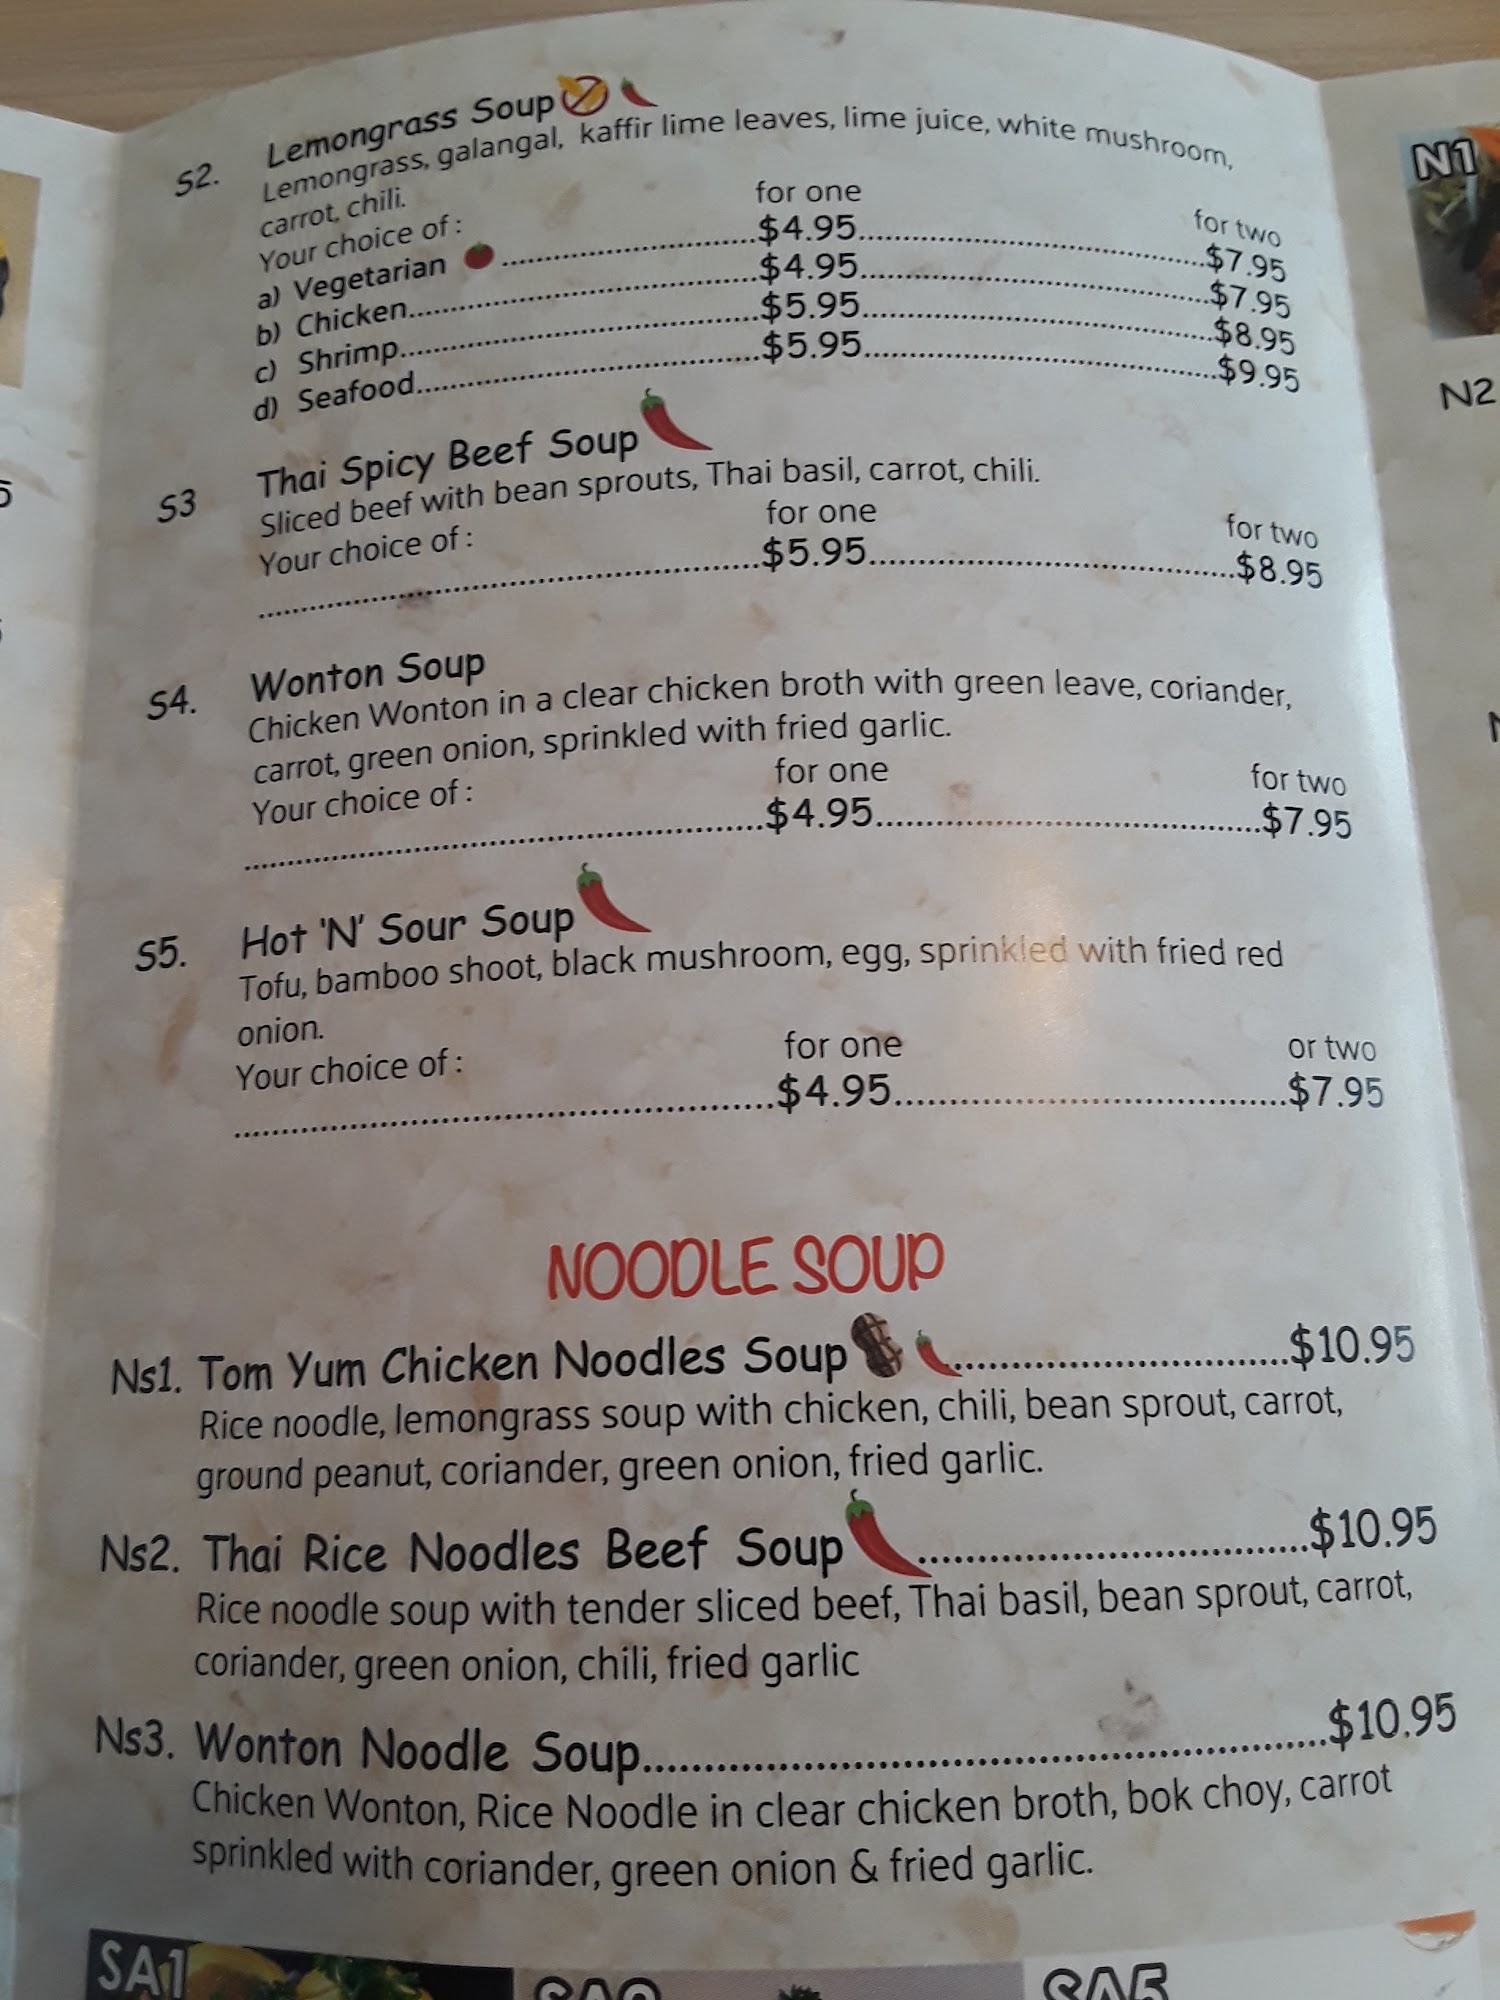 S2. Lemongrass Soup
Lemongrass, galangal, kaffir lime leaves, lime juice, white mushroom,
carrot, chili.
Your choice of : for one for two
a) Vegetarian ........$4.95........$7.95
b) Chicken........$4.95........$7.95
c) Shrimp........$5.95........$8.95
d) Seafood........$5.95........$9.95
S3 Thai Spicy Beef Soup
Sliced beef with bean sprouts, Thai basil, carrot, chili.
Your choice of : for one for two
........$5.95........$8.95
S4. Wonton Soup
Chicken Wonton in a clear chicken broth with green leave, coriander,
carrot, green onion, sprinkled with fried garlic.
Your choice of : for one for two
........$4.95........$7.95
S5. Hot 'N' Sour Soup
Tofu, bamboo shoot, black mushroom, egg, sprinkled with fried red
onion.
Your choice of : for one or two
........$4.95........$7.95
NOODLE SOUP
Ns1. Tom Yum Chicken Noodles Soup ........$10.95
Rice noodle, lemongrass soup with chicken, chili, bean sprout, carrot,
ground peanut, coriander, green onion, fried garlic.
Ns2. Thai Rice Noodles Beef Soup ........$10.95
Rice noodle soup with tender sliced beef, Thai basil, bean sprout, carrot,
coriander, green onion, chili, fried garlic
Ns3. Wonton Noodle Soup........$10.95
Chicken Wonton, Rice Noodle in clear chicken broth, bok choy, carrot
sprinkled with coriander, green onion & fried garlic.
SA1
SA5
N1
N2